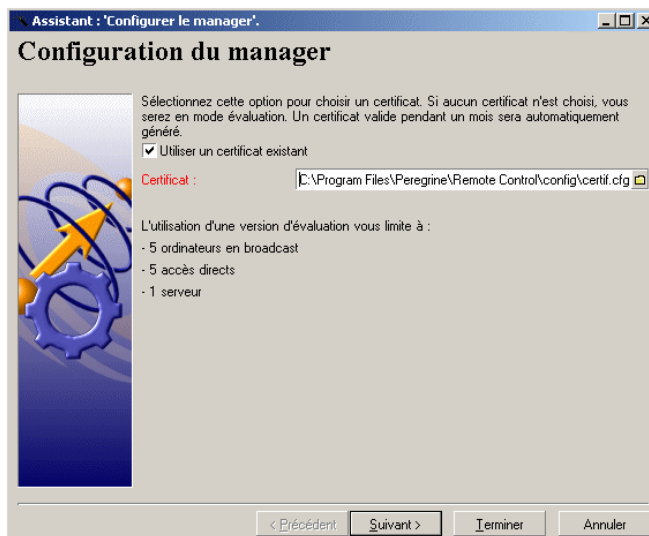 Assistant : 'Configurer le manager'.
Configuration du manager
Sélectionnez cette option pour choisir un certificat. Si aucun certificat n'est choisi, vous
serez en mode évaluation. Un certificat valide pendant un mois sera automatiquement
généré.
Utiliser un certificat existant
Certificat : C:\Program Files\Peregrine\Remote Control\config\certif.cfg
L'utilisation d'une version d'évaluation vous limite à :
- 5 ordinateurs en broadcast
- 5 accès directs
- 1 serveur
< Précédent Suivant > Terminer Annuler